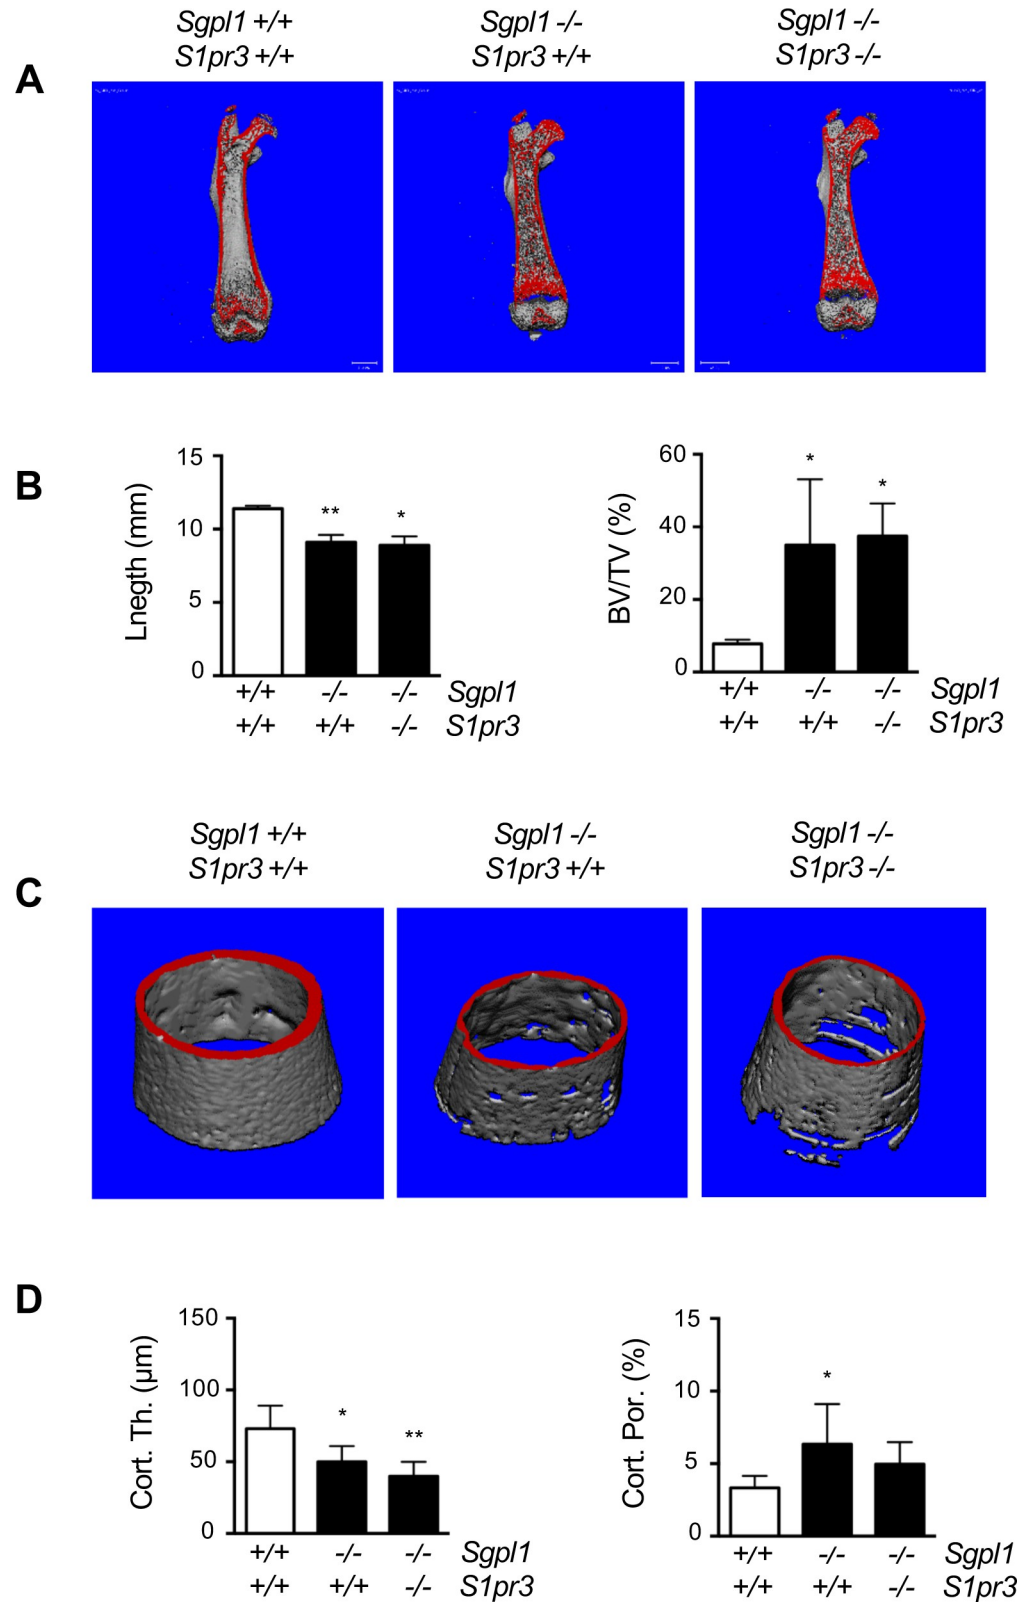 Sgpl1 +/+ Sgpl1 -/- Sgpl1 -/-
S1pr3 +/+ S1pr3 +/+ S1pr3 -/-
A
B
15
10
5
0
Lnegth (mm)
**
*
+/+ -/- -/- Sgpl1
+/+ +/+ -/- S1pr3
60
40
20
0
BV/TV (%)
*
*
+/+ -/- -/- Sgpl1
+/+ +/+ -/- S1pr3
Sgpl1 +/+ Sgpl1 -/- Sgpl1 -/-
S1pr3 +/+ S1pr3 +/+ S1pr3 -/-
C
D
150
100
50
0
Cort. Th. (µm)
*
**
+/+ -/- -/- Sgpl1
+/+ +/+ -/- S1pr3
15
10
5
0
Cort. Por. (%)
*
+/+ -/- -/- Sgpl1
+/+ +/+ -/- S1pr3